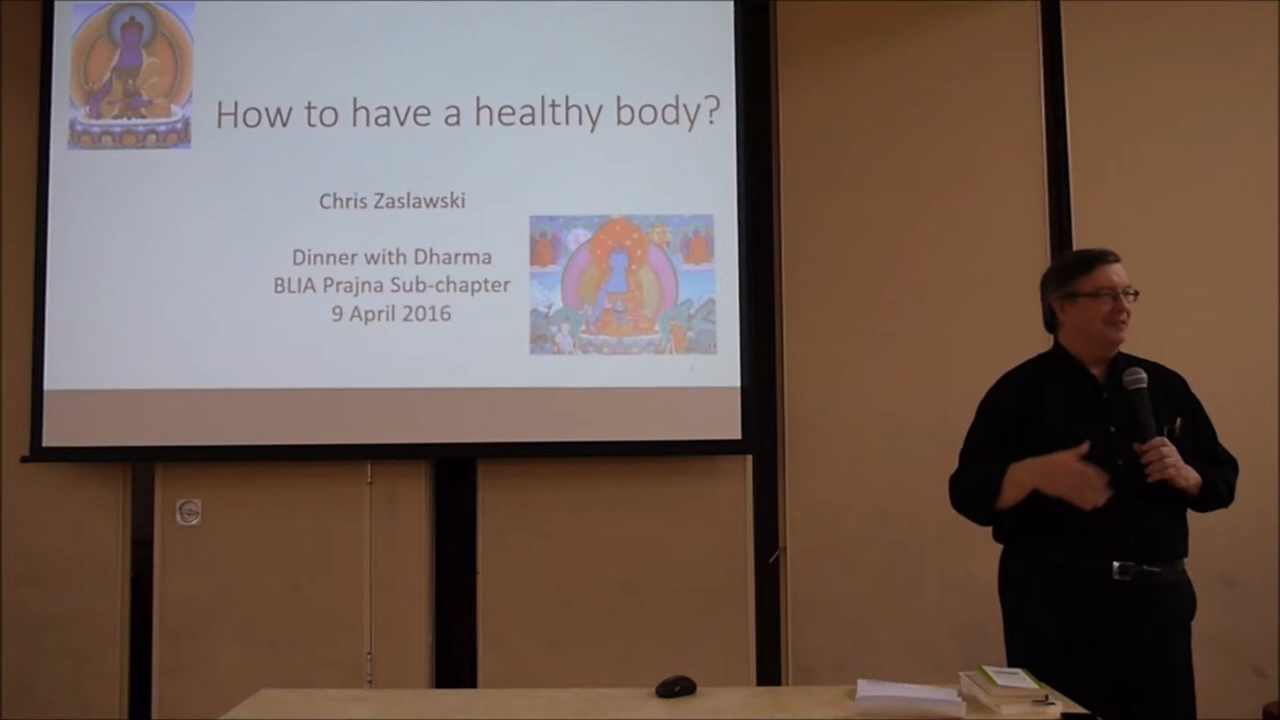 How to have a healthy body?
Chris Zaslawski
Dinner with Dharma
BLIA Prajna Sub-chapter
9 April 2016